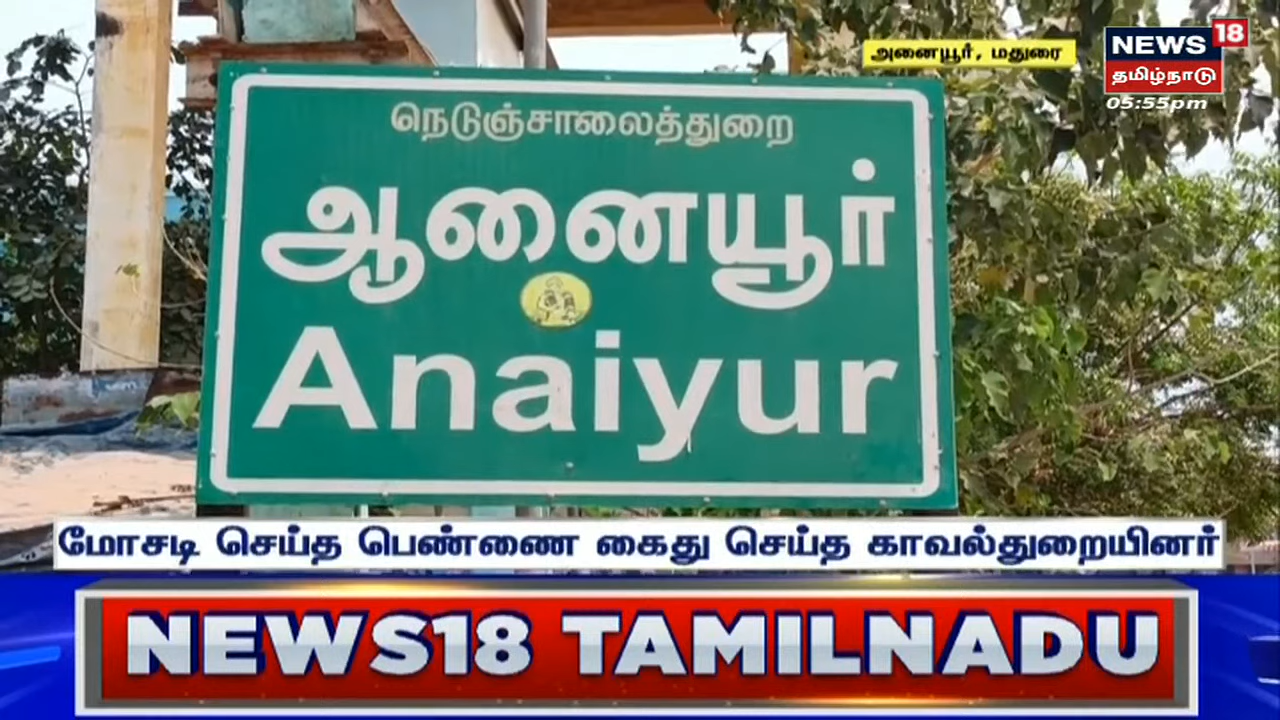 அனையூர், மதுரை
NEWS 18
தமிழ்நாடு
05:55pm
நெடுஞ்சாலைத்துறை
ஆனையூர்
Anaiyur
மோசடி செய்த பெண்ணை கைது செய்த காவல்துறையினர்
NEWS18 TAMILNADU